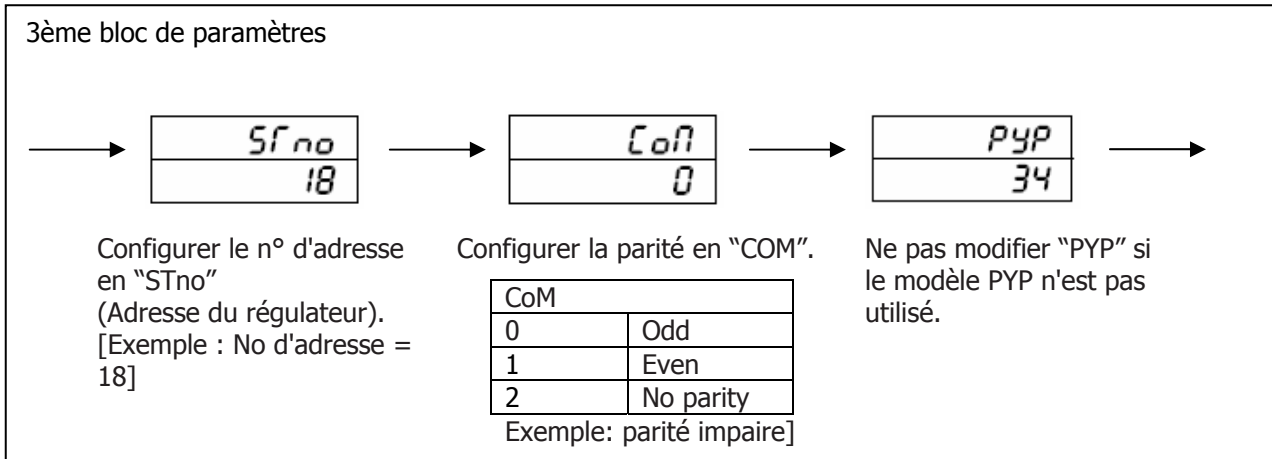 3ème bloc de paramètres
STno
18
CoM
0
PYP
34
Configurer le n° d'adresse
en “STno”
(Adresse du régulateur).
[Exemple : No d'adresse =
18]
Configurer la parité en “COM”.
CoM
0 Odd
1 Even
2 No parity
Exemple: parité impaire]
Ne pas modifier “PYP” si
le modèle PYP n'est pas
utilisé.